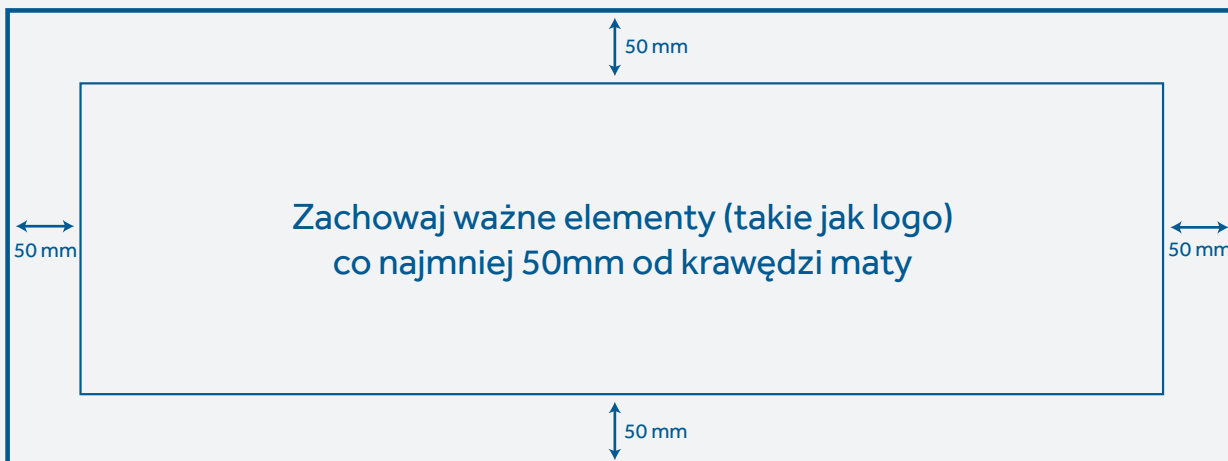 50 mm
Zachowaj ważne elementy (takie jak logo)
co najmniej 50mm od krawędzi maty
50 mm
50 mm
50 mm